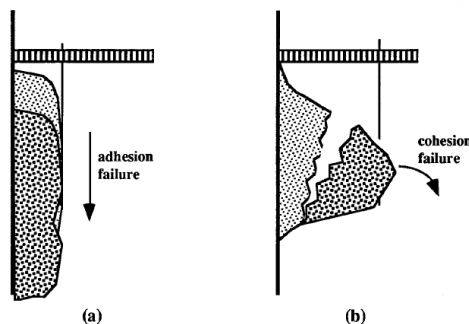 adhesion
failure
cohesion
failure
(a)
(b)